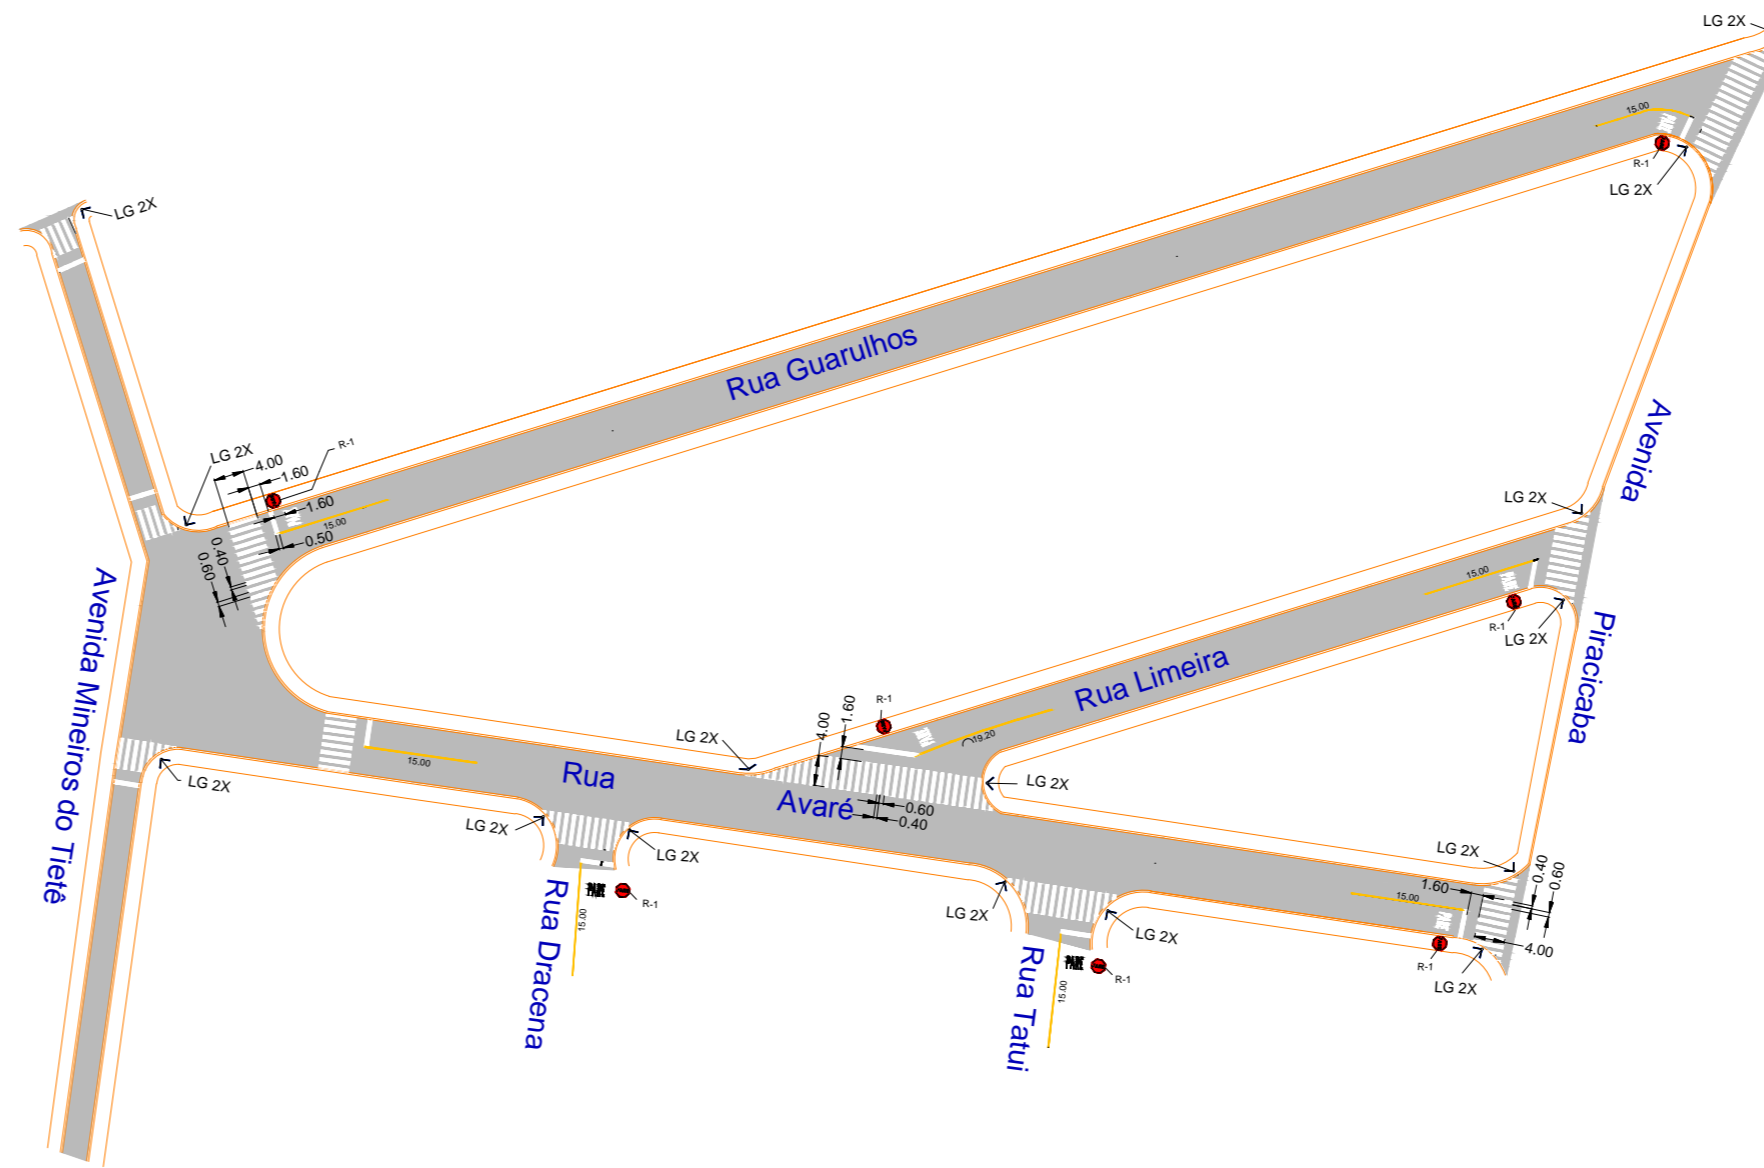 LG 2X
15.00
PARE
R-1
LG 2X
LG 2X
Rua Guarulhos
LG 2X
4.00
1.60
R-1
1.60
15.00
0.50
0.40
0.60
Avenida
Piracicaba
LG 2X
15.00
PARE
R-1
LG 2X
Avenida Mineiros do Tietê
Rua Limeira
R-1
1.60
4.00
PARE
19.20
LG 2X
LG 2X
15.00
Rua
Avaré
0.60
0.40
LG 2X
LG 2X
LG 2X
R-1
15.00
Rua Dracena
LG 2X
LG 2X
R-1
15.00
Rua Tatui
LG 2X
1.60
0.40
0.60
15.00
PARE
4.00
R-1
LG 2X